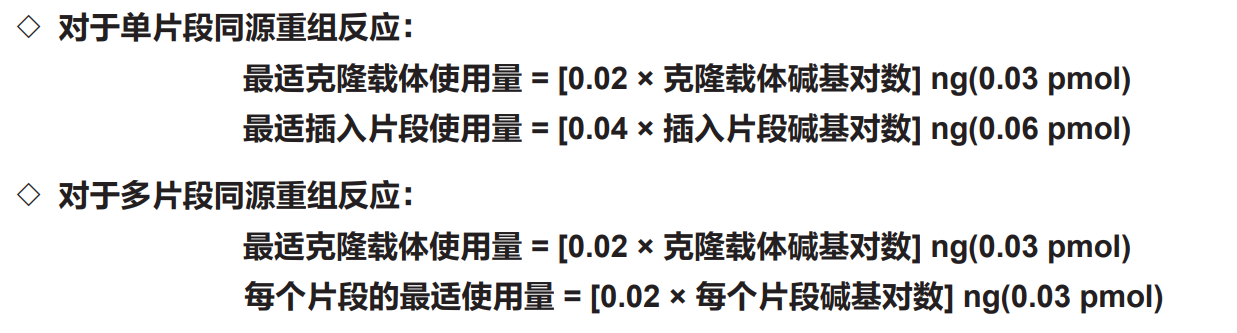 ◇ 对于单片段同源重组反应：
最适克隆载体使用量 = [0.02 × 克隆载体碱基对数] ng(0.03 pmol)
最适插入片段使用量 = [0.04 × 插入片段碱基对数] ng(0.06 pmol)
◇ 对于多片段同源重组反应：
最适克隆载体使用量 = [0.02 × 克隆载体碱基对数] ng(0.03 pmol)
每个片段的最适使用量 = [0.02 × 每个片段碱基对数] ng(0.03 pmol)